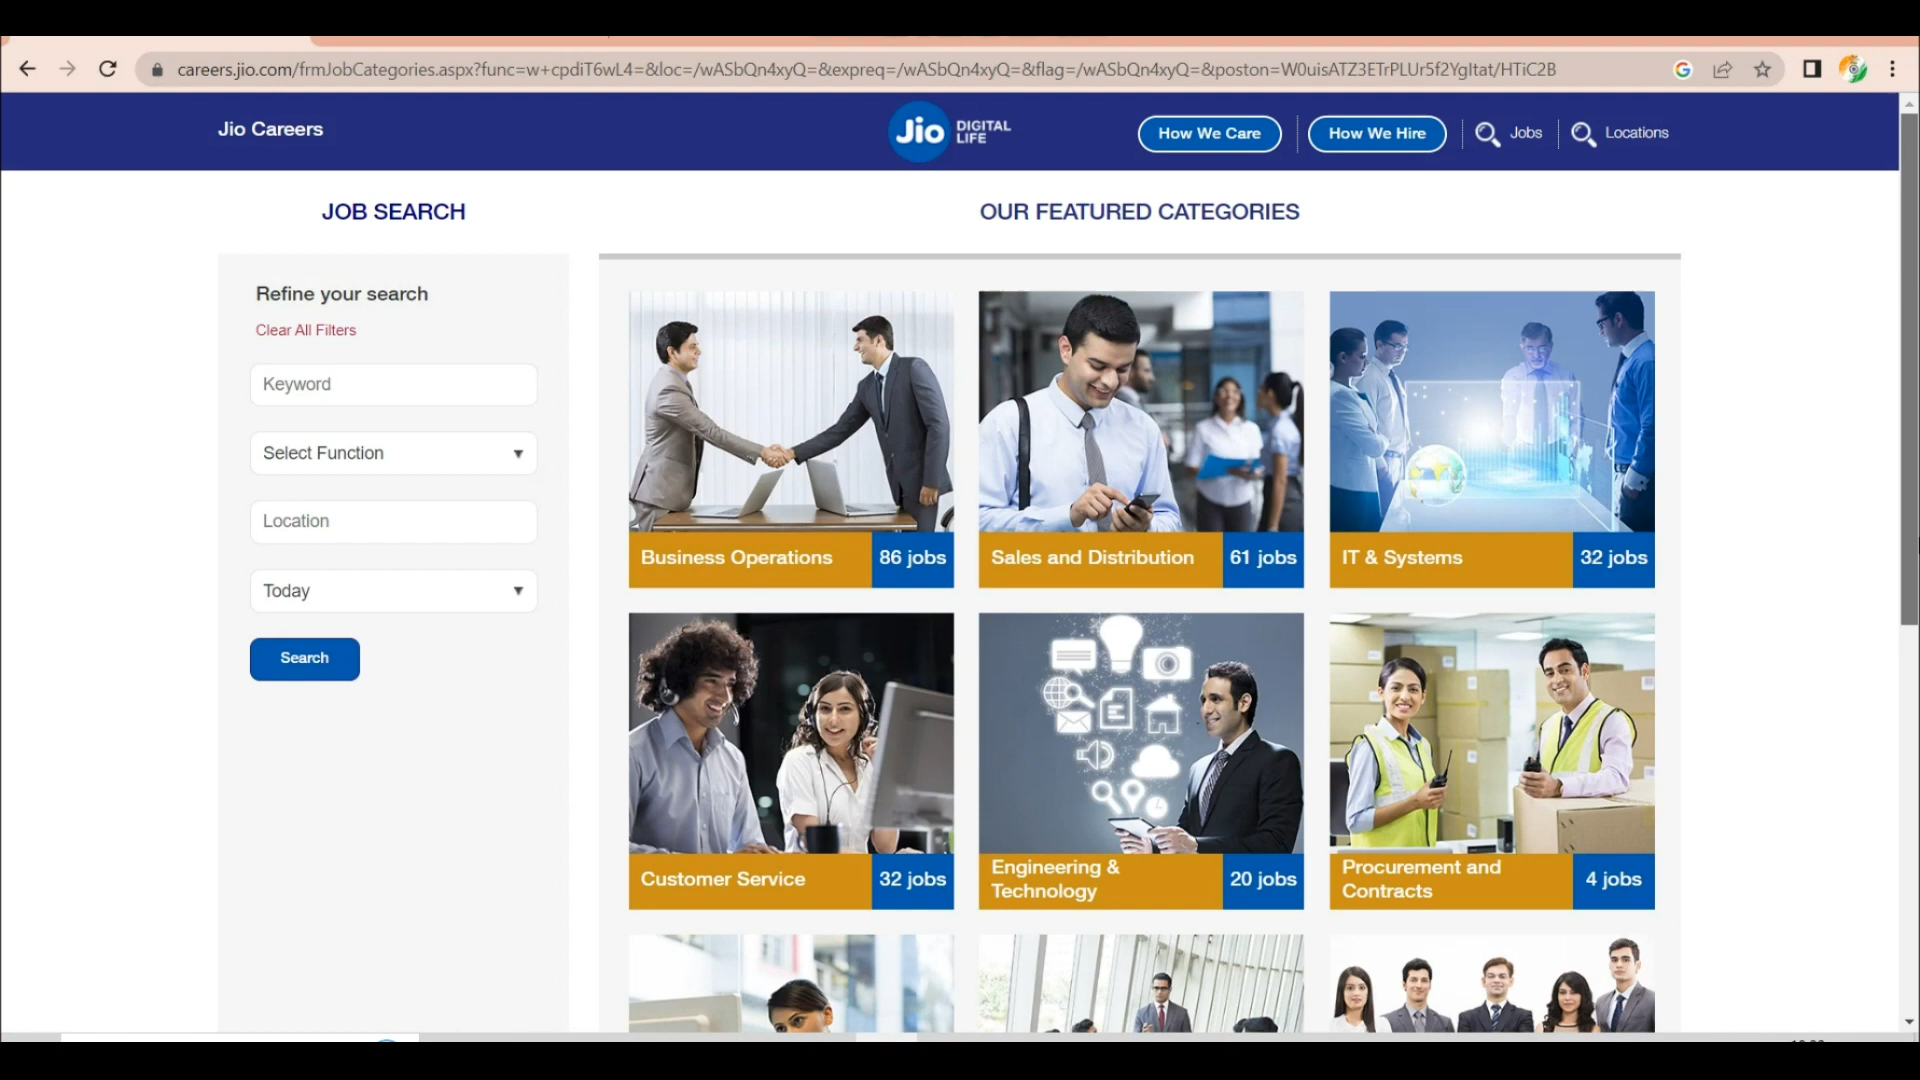 careers.jio.com/frmJobCategories.aspx?func=w+cpdiT6wL4=&loc=/wASbQn4xyQ=&expreq=/wASbQn4xyQ=&flag=/wASbQn4xyQ=&poston=W0uisATZ3ETrPLUr5f2YgItat/HTiC2B
Jio Careers
Jio DIGITAL
LIFE
How We Care
How We Hire
Jobs
Locations
JOB SEARCH
OUR FEATURED CATEGORIES
Refine your search
Clear All Filters
Keyword
Select Function
Location
Today
Search
Business Operations 86 jobs
Sales and Distribution 61 jobs
IT & Systems 32 jobs
Customer Service 32 jobs
Engineering &
Technology 20 jobs
Procurement and
Contracts 4 jobs